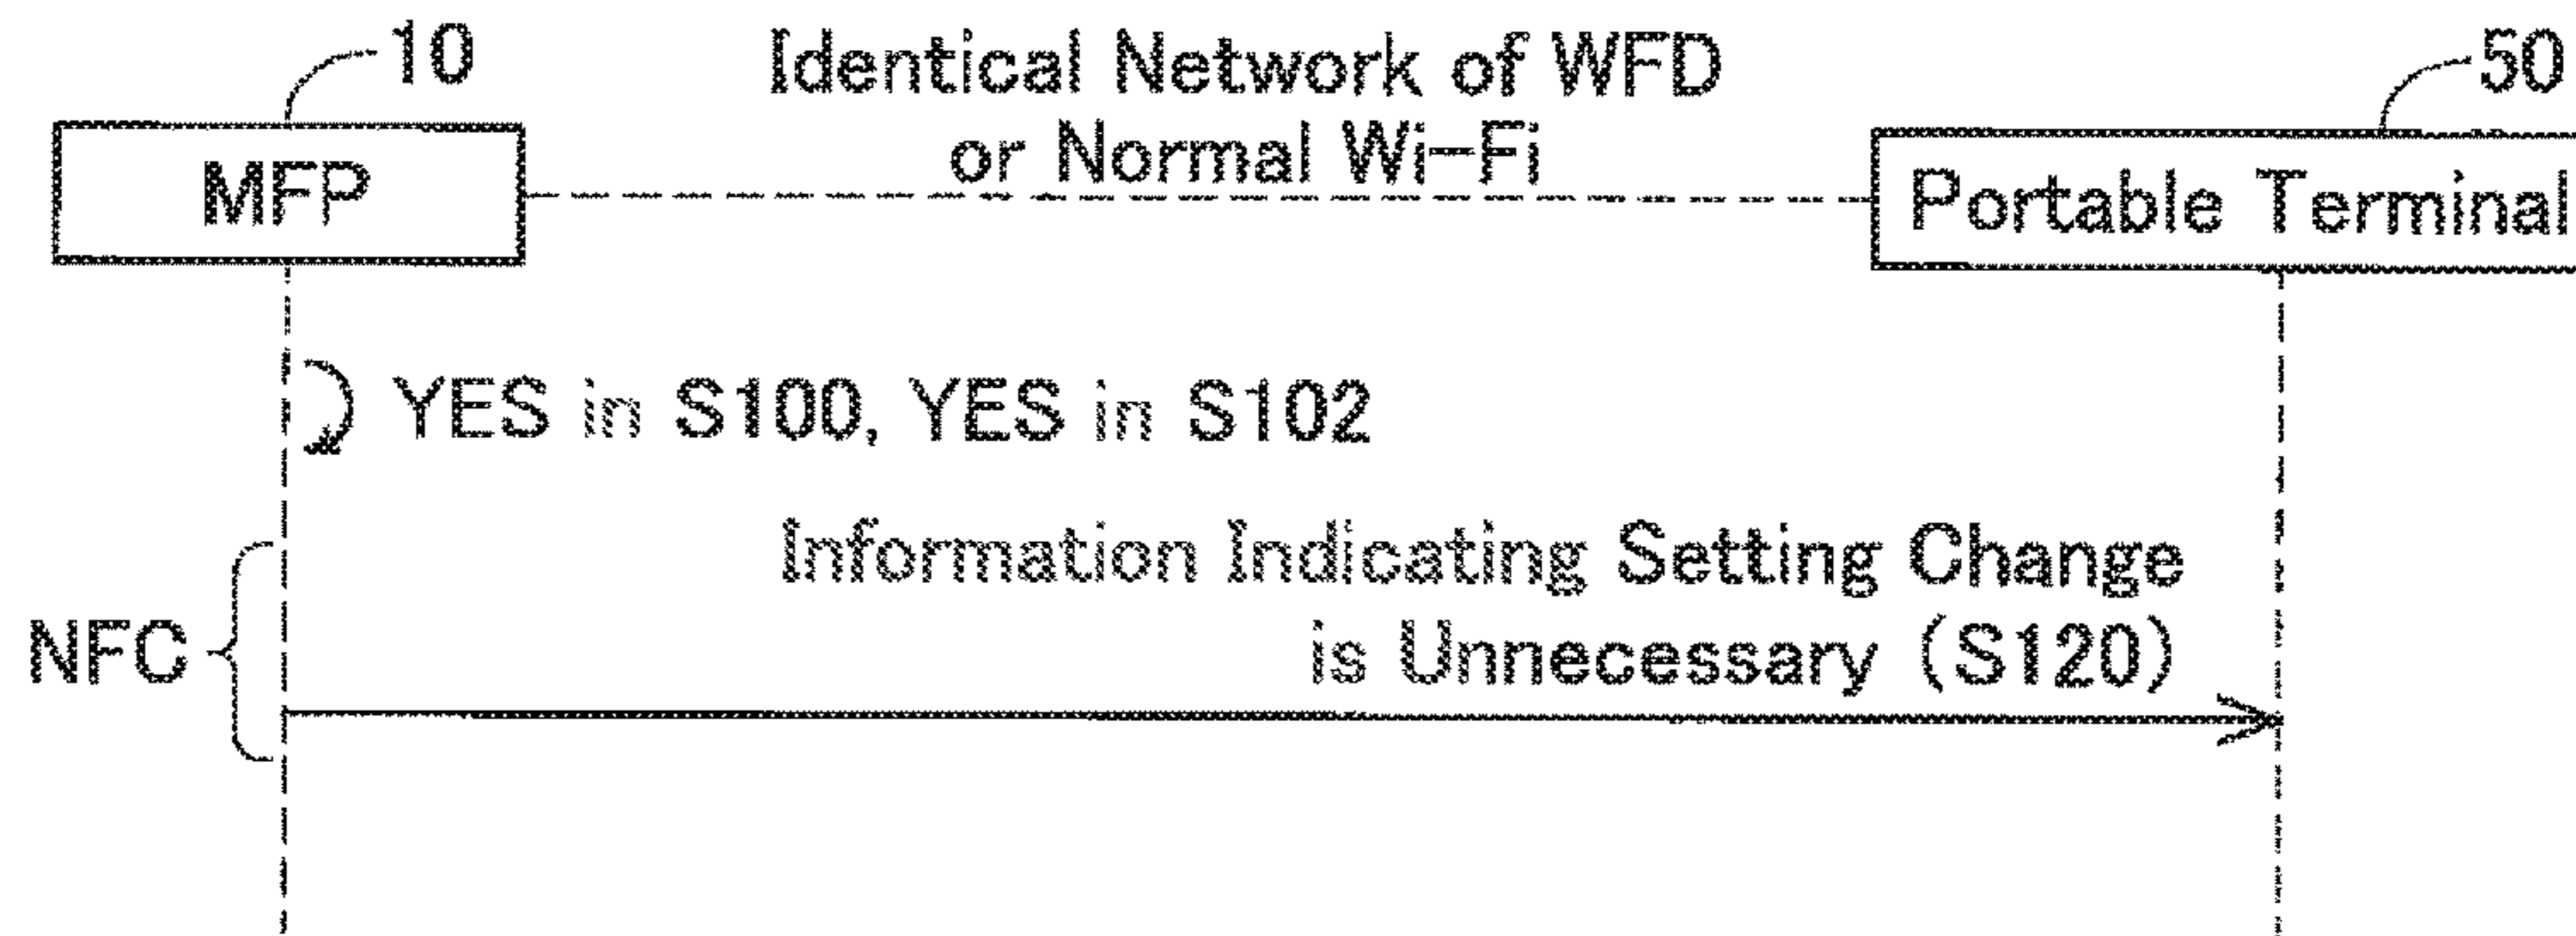 10
Identical Network of WFD
or Normal Wi-Fi
50
MFP
Portable Terminal
YES in S100, YES in S102
Information Indicating Setting Change
is Unnecessary (S120)
NFC